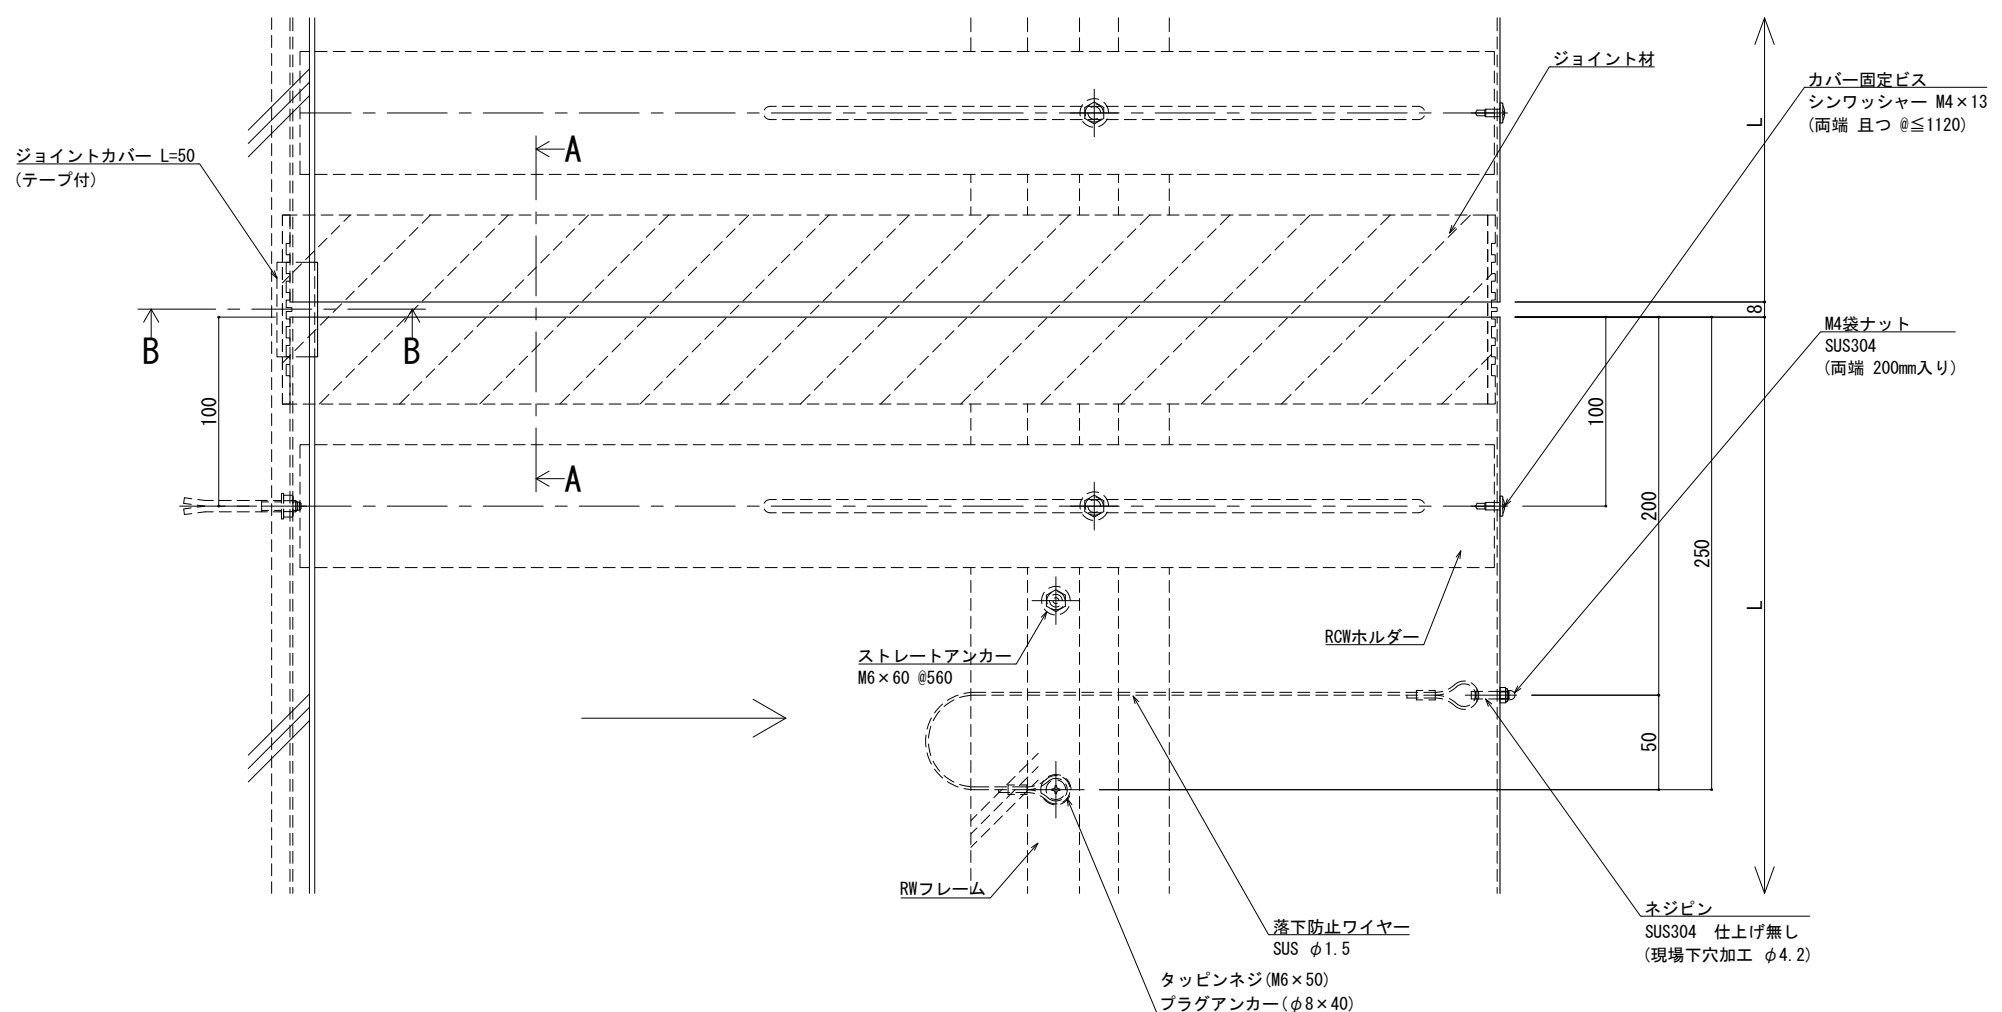 ジョイント材
カバー固定ビス
シンワッシャー M4×13
(両端 且つ @≦1120)
L
A
ジョイントカバー L=50
(テープ付)
8
B
B
M4袋ナット
SUS304
(両端 200mm入り)
100
100
A
200
250
L
RCWホルダー
ストレートアンカー
M6×60 @560
50
RWフレーム
ネジピン
SUS304 仕上げ無し
(現場下穴加工 φ4.2)
落下防止ワイヤー
SUS φ1.5
タッピンネジ(M6×50)
プラグアンカー(φ8×40)